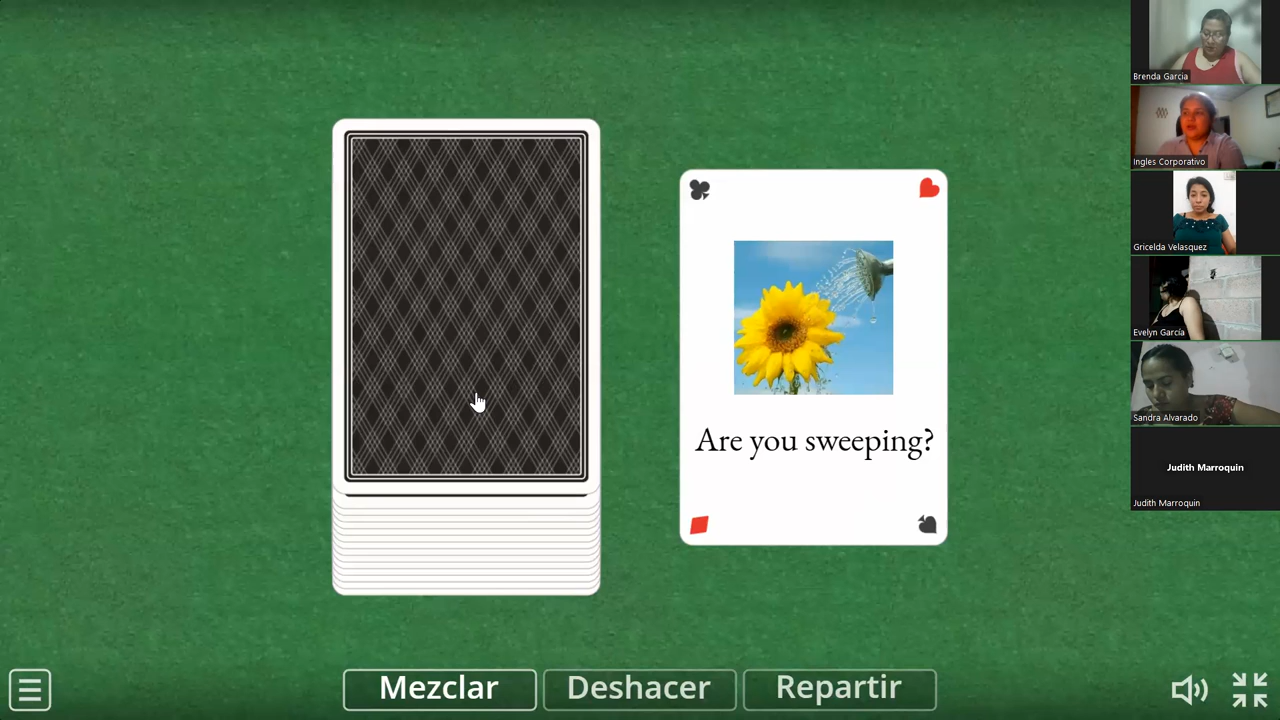 Are you sweeping?
Mezclar
Deshacer
Repartir
Brenda Garcia
Ingles Corporativo
Gricelda Velasquez
Evelyn García
Sandra Alvarado
Judith Marroquin
Judith Marroquin